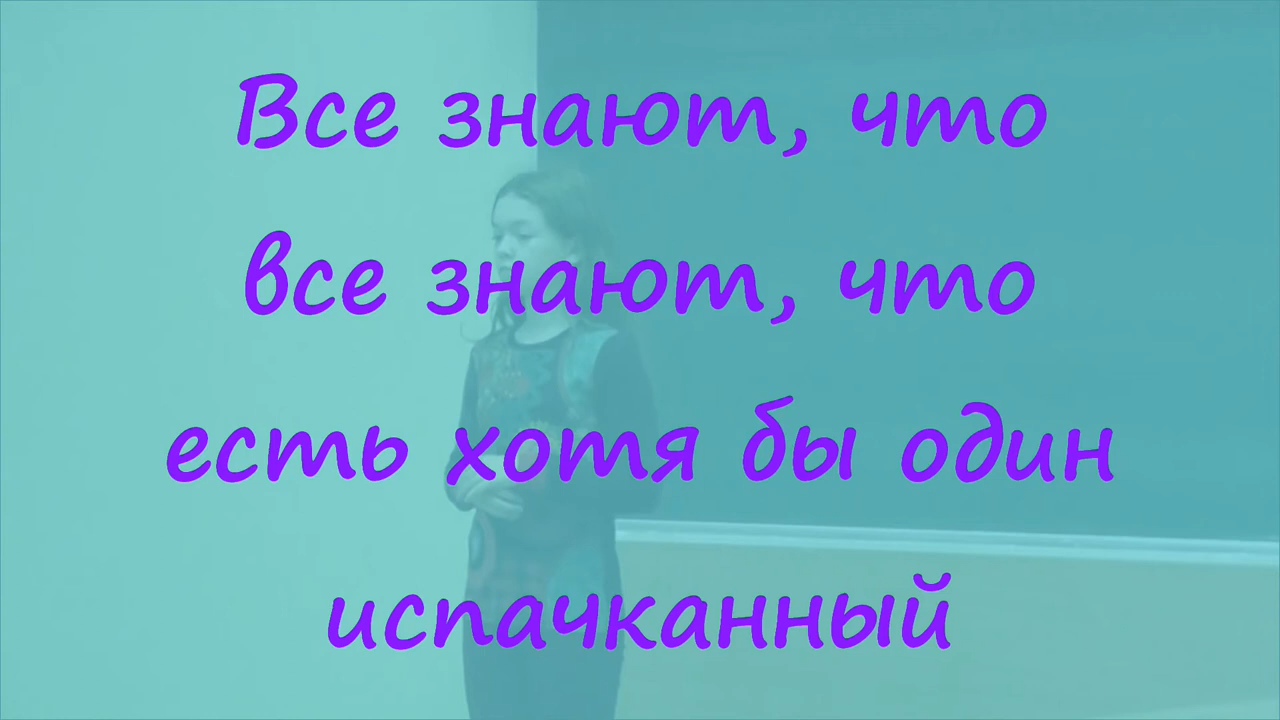 Все знают, что
все знают, что
есть хотя бы один
испачканный